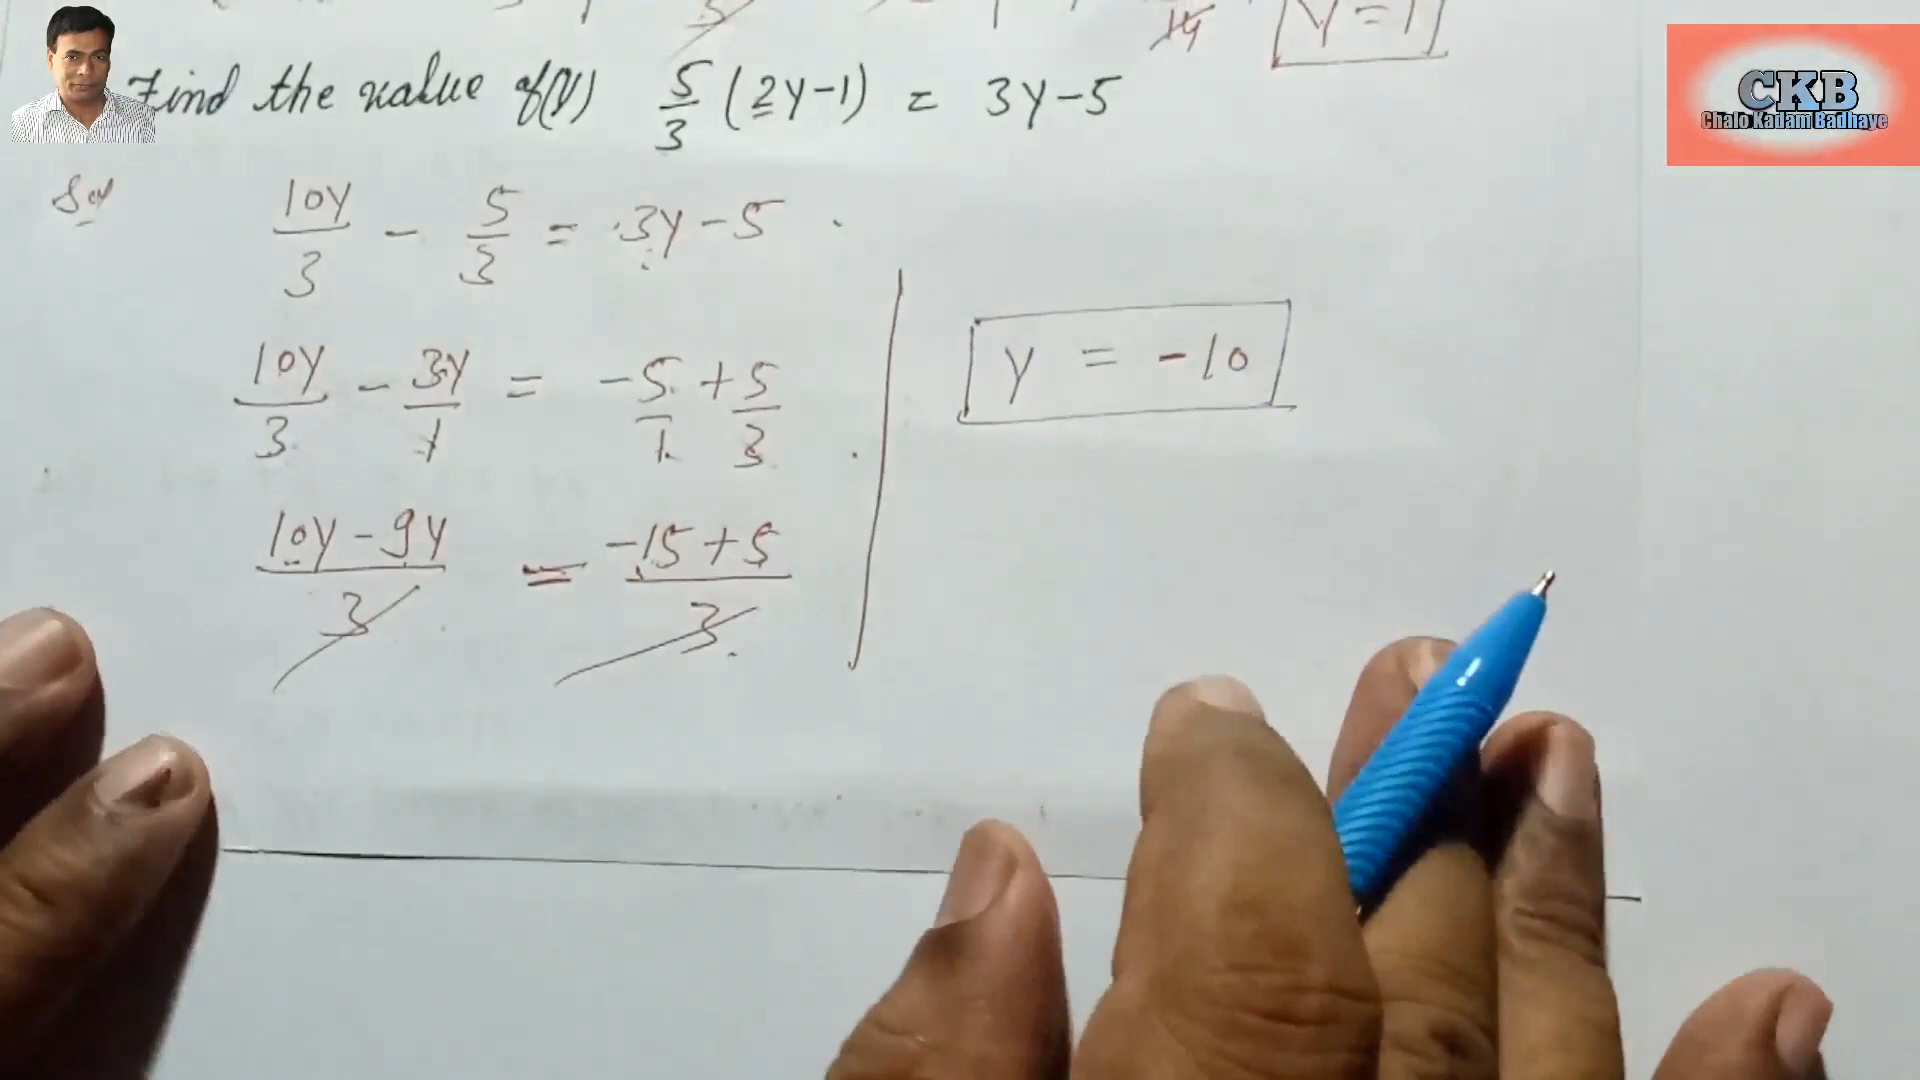 Y = 1
14
Find the value of (Y) 5/3 (2Y-1) = 3Y-5
CKB
Chalo Kadam Badhaye
Sol
10Y/3 - 5/3 = 3Y - 5
10Y/3 - 3Y/1 = -5/1 + 5/3
10Y - 9Y/3 = -15 + 5/3
Y = -10